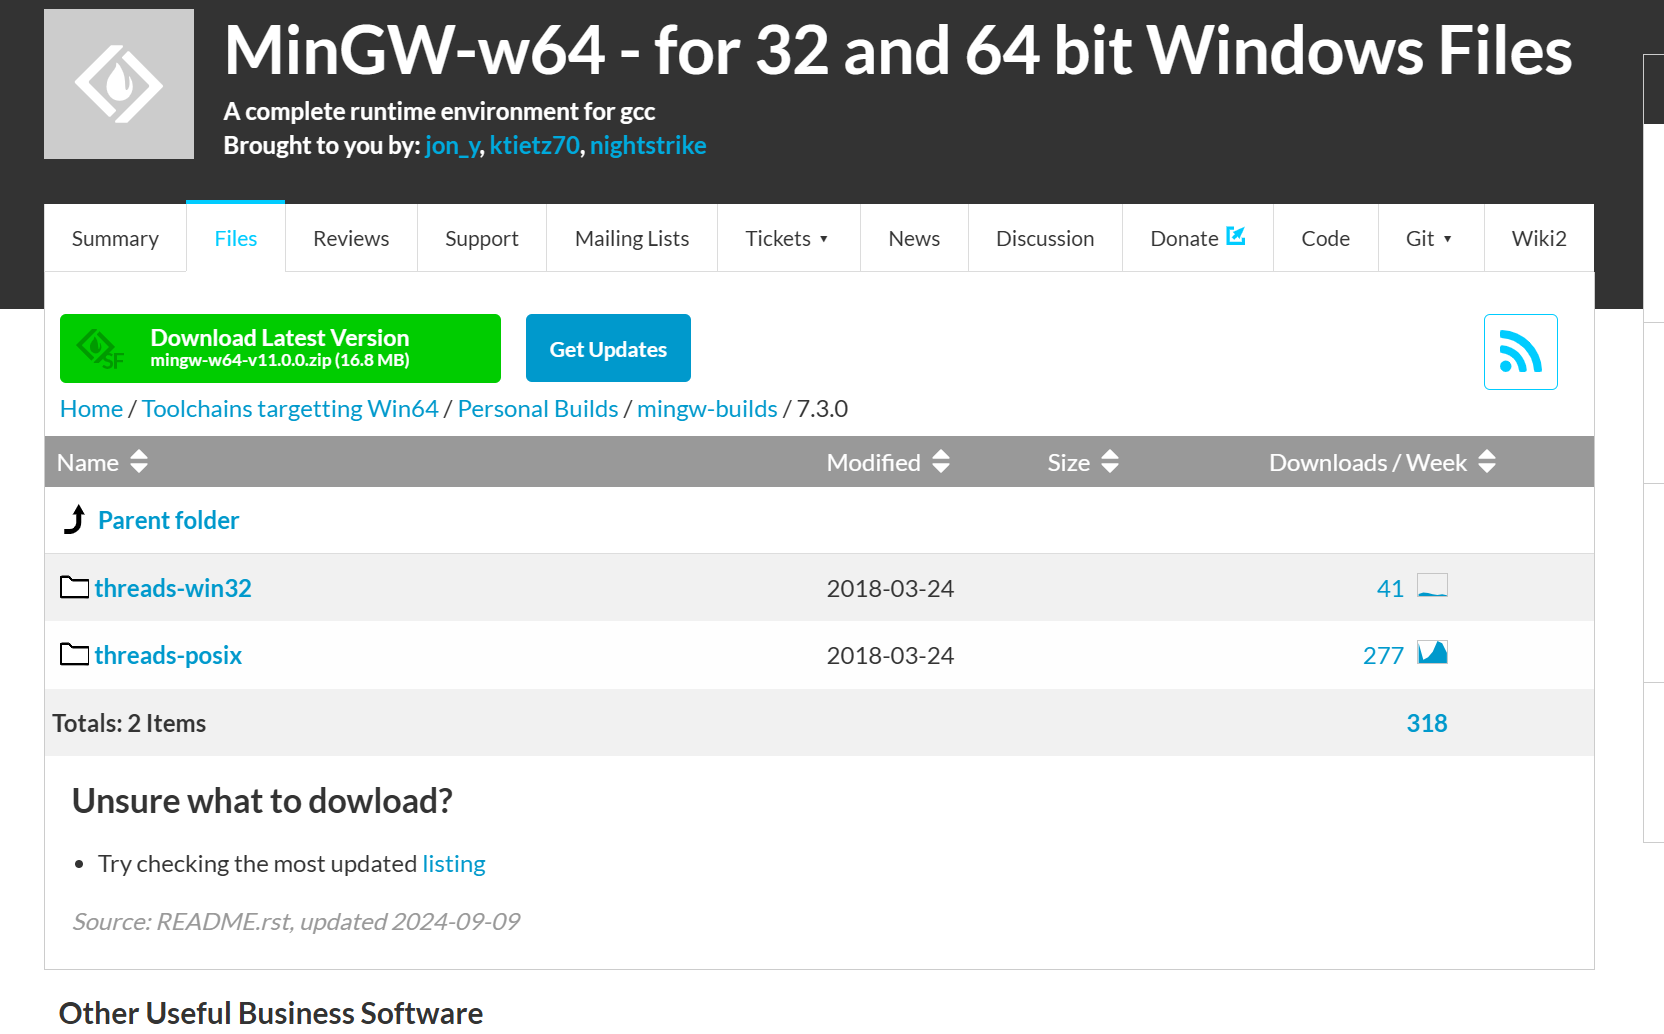 MinGW-w64 - for 32 and 64 bit Windows Files
A complete runtime environment for gcc
Brought to you by: jon_y, ktietz70, nightstrike
Summary Files Reviews Support Mailing Lists Tickets ▾ News Discussion Donate Code Git ▾ Wiki2
SF
Download Latest Version
mingw-w64-v11.0.0.zip (16.8 MB)
Get Updates
Home / Toolchains targetting Win64 / Personal Builds / mingw-builds / 7.3.0
Name Modified Size Downloads / Week
Parent folder
threads-win32 2018-03-24 41
threads-posix 2018-03-24 277
Totals: 2 Items 318
Unsure what to dowload?
• Try checking the most updated listing
Source: README.rst, updated 2024-09-09
Other Useful Business Software